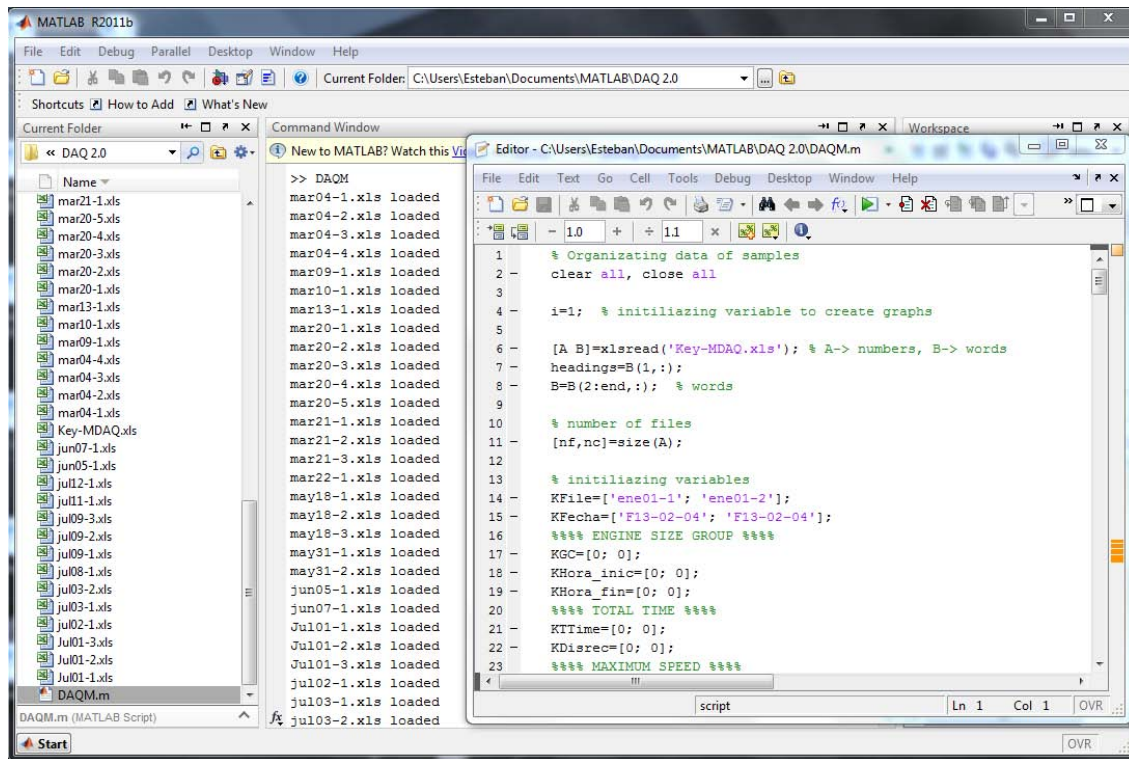 MATLAB R2011b
File Edit Debug Parallel Desktop Window Help
Current Folder: C:\Users\Esteban\Documents\MATLAB\DAQ 2.0
Shortcuts How to Add What's New
Current Folder
« DAQ 2.0
Name
mar21-1.xls
mar20-5.xls
mar20-4.xls
mar20-3.xls
mar20-2.xls
mar20-1.xls
mar13-1.xls
mar10-1.xls
mar09-1.xls
mar04-4.xls
mar04-3.xls
mar04-2.xls
mar04-1.xls
Key-MDAQ.xls
jun07-1.xls
jun05-1.xls
jul12-1.xls
jul11-1.xls
jul09-3.xls
jul09-2.xls
jul09-1.xls
jul08-1.xls
jul03-2.xls
jul03-1.xls
jul02-1.xls
Jul01-3.xls
Jul01-2.xls
Jul01-1.xls
DAQM.m
DAQM.m (MATLAB Script)
Start
Command Window
New to MATLAB? Watch this
>> DAQM
mar04-1.xls loaded
mar04-2.xls loaded
mar04-3.xls loaded
mar04-4.xls loaded
mar09-1.xls loaded
mar10-1.xls loaded
mar13-1.xls loaded
mar20-1.xls loaded
mar20-2.xls loaded
mar20-3.xls loaded
mar20-4.xls loaded
mar20-5.xls loaded
mar21-1.xls loaded
mar21-2.xls loaded
mar21-3.xls loaded
mar22-1.xls loaded
may18-1.xls loaded
may18-2.xls loaded
may18-3.xls loaded
may31-1.xls loaded
may31-2.xls loaded
jun05-1.xls loaded
jun07-1.xls loaded
Jul01-1.xls loaded
Jul01-2.xls loaded
Jul01-3.xls loaded
jul02-1.xls loaded
jul03-1.xls loaded
fx jul03-2.xls loaded
Workspace
Editor - C:\Users\Esteban\Documents\MATLAB\DAQ 2.0\DAQM.m
File Edit Text Go Cell Tools Debug Desktop Window Help
− 1.0 + ÷ 1.1 ×
1 % Organizating data of samples
2 − clear all, close all
3
4 − i=1; % initiliazing variable to create graphs
5
6 − [A B]=xlsread('Key-MDAQ.xls'); % A-> numbers, B-> words
7 − headings=B(1,:);
8 − B=B(2:end,:); % words
9
10 % number of files
11 − [nf,nc]=size(A);
12
13 % initiliazing variables
14 − KFile=['ene01-1'; 'ene01-2'];
15 − KFecha=['F13-02-04'; 'F13-02-04'];
16 %%%% ENGINE SIZE GROUP %%%%
17 − KGC=[0; 0];
18 − KHora_inic=[0; 0];
19 − KHora_fin=[0; 0];
20 %%%% TOTAL TIME %%%%
21 − KTTime=[0; 0];
22 − KDisrec=[0; 0];
23 %%%% MAXIMUM SPEED %%%%
script
Ln 1 Col 1 OVR
OVR